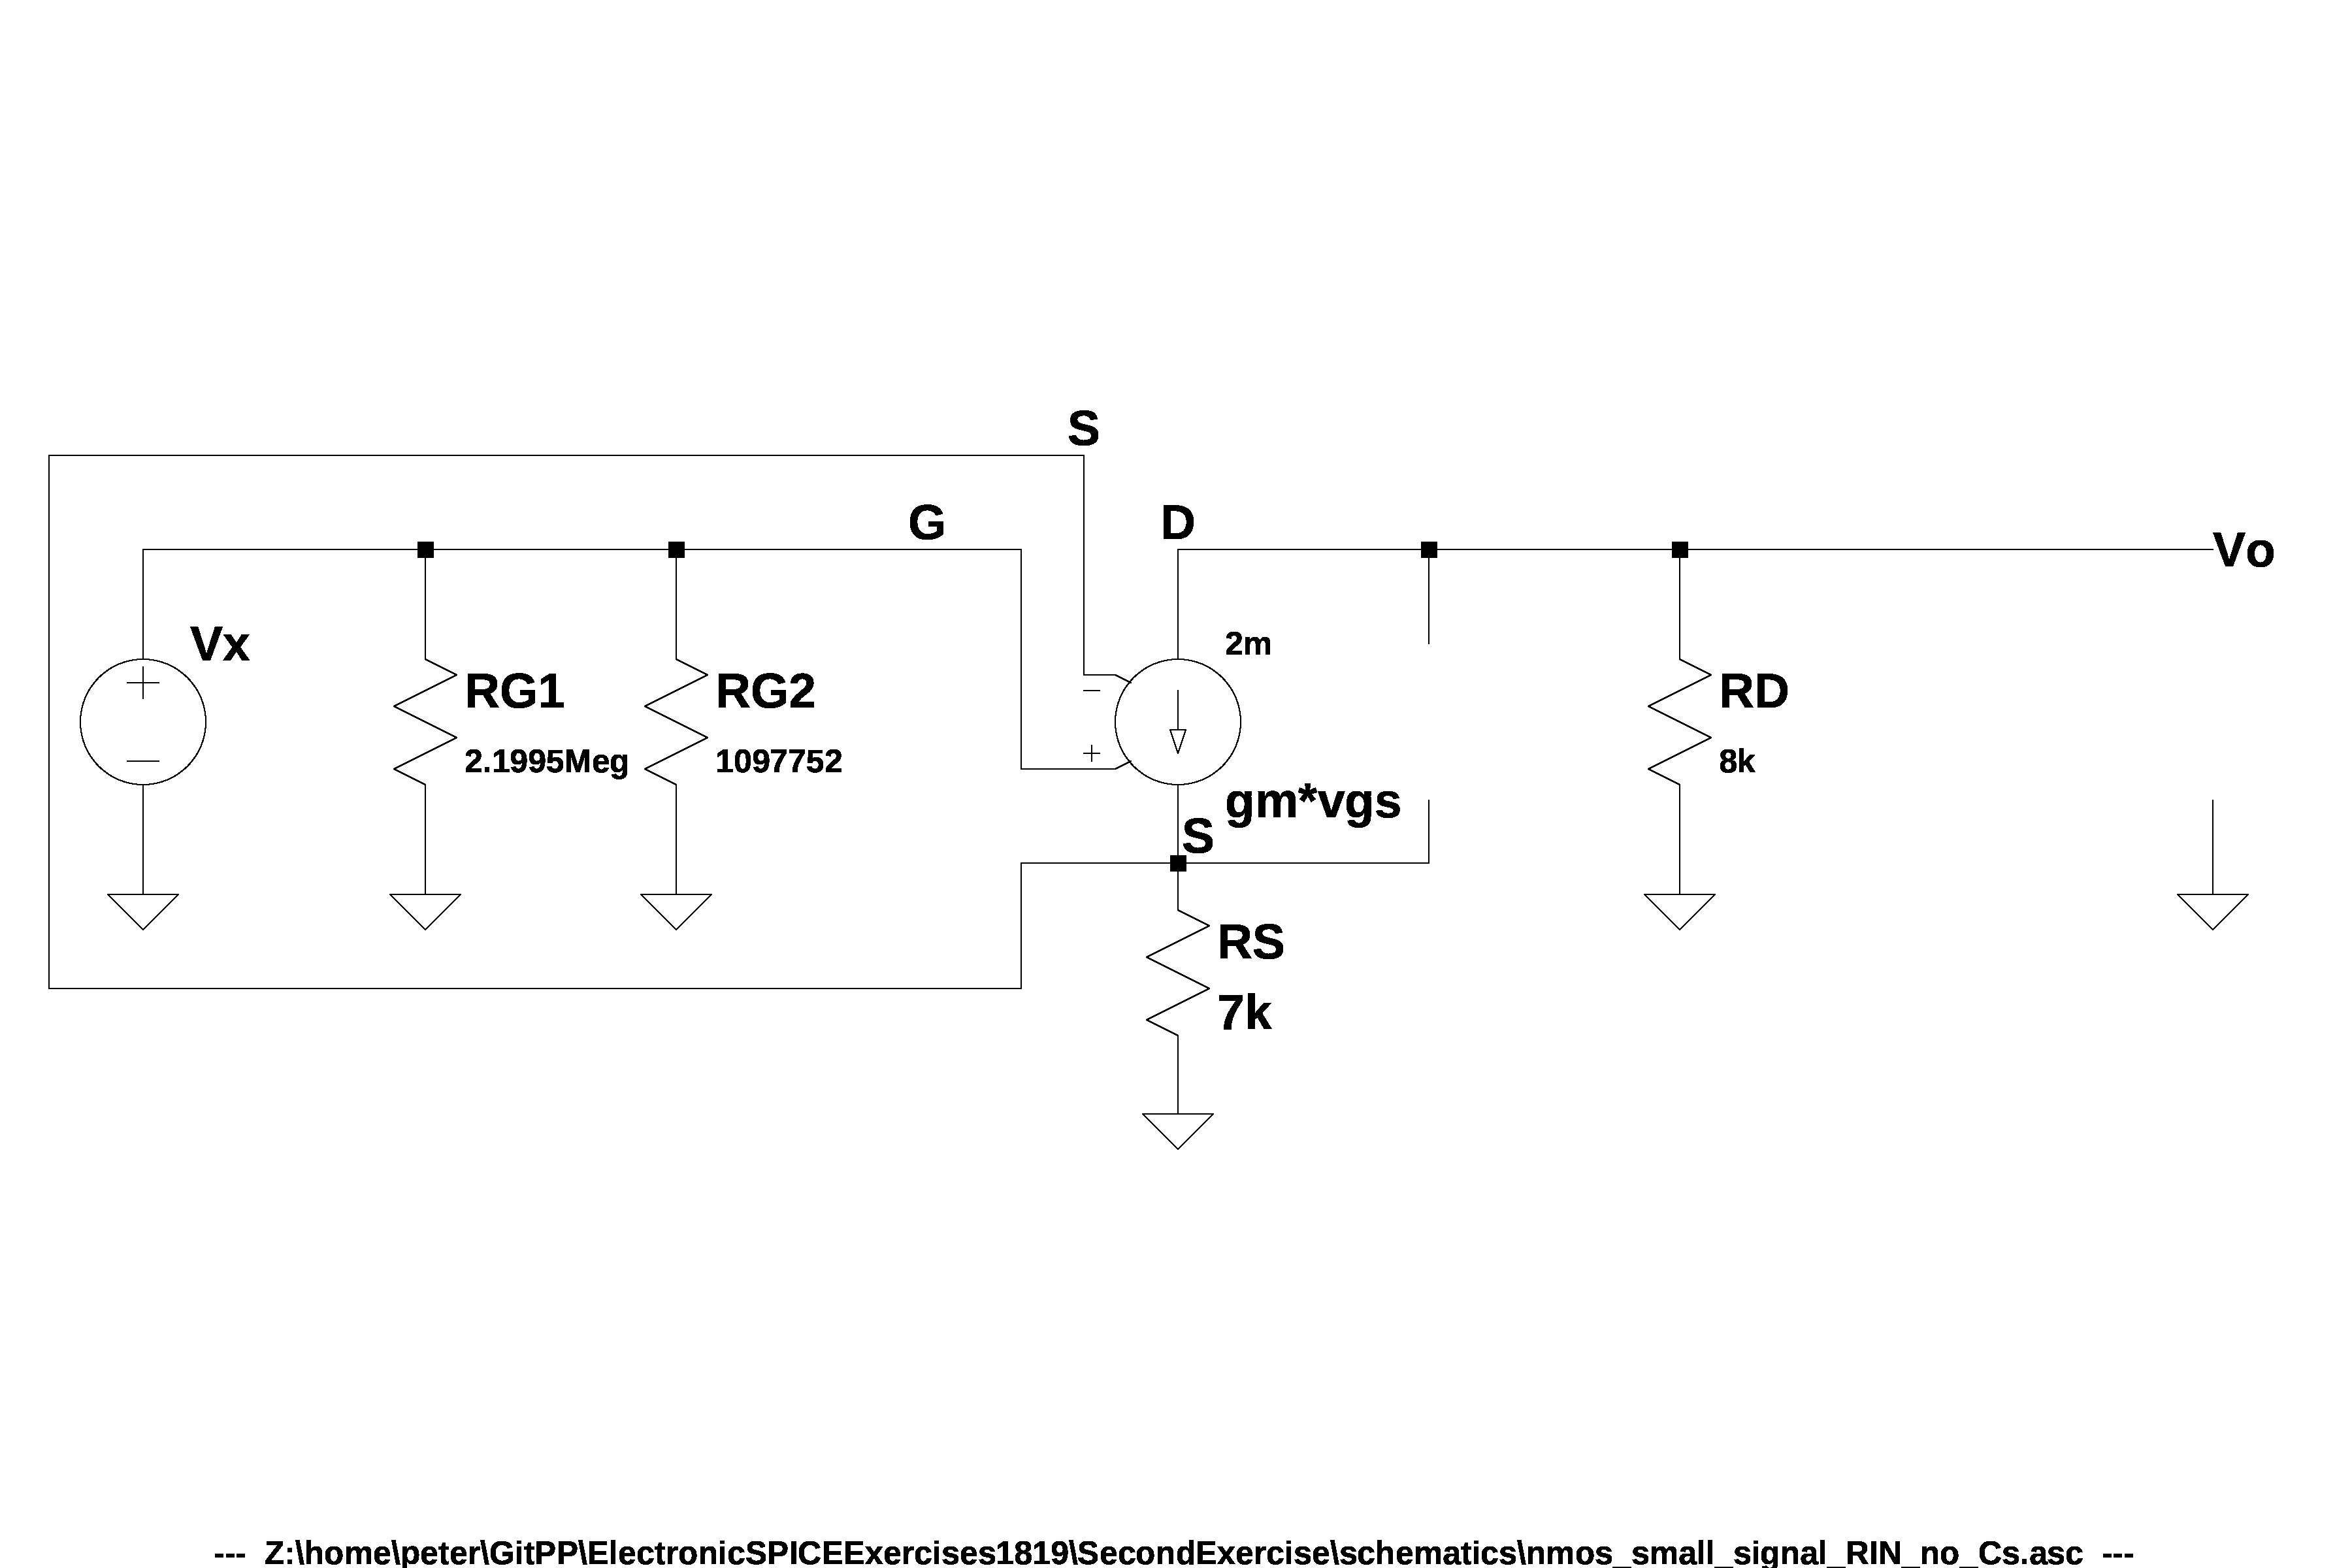 S
G
D
Vo
Vx
2m
RG1
RG2
RD
2.1995Meg
1097752
8k
gm*vgs
S
RS
7k
--- Z:\home\peter\GitPP\ElectronicSPICEExercises1819\SecondExercise\schematics\nmos_small_signal_RIN_no_Cs.asc ---